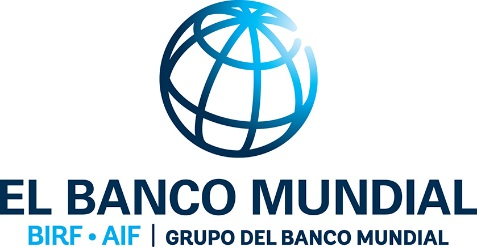 EL BANCO MUNDIAL
BIRF • AIF | GRUPO DEL BANCO MUNDIAL